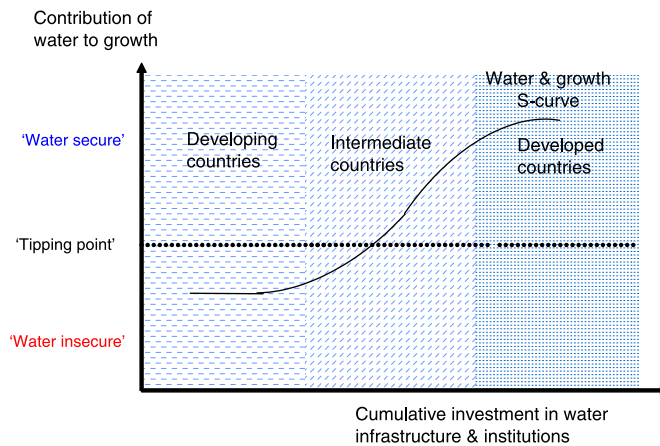 Contribution of
water to growth
Water & growth
S-curve
'Water secure'
Developing
countries
Intermediate
countries
Developed
countries
'Tipping point'
'Water insecure'
Cumulative investment in water
infrastructure & institutions